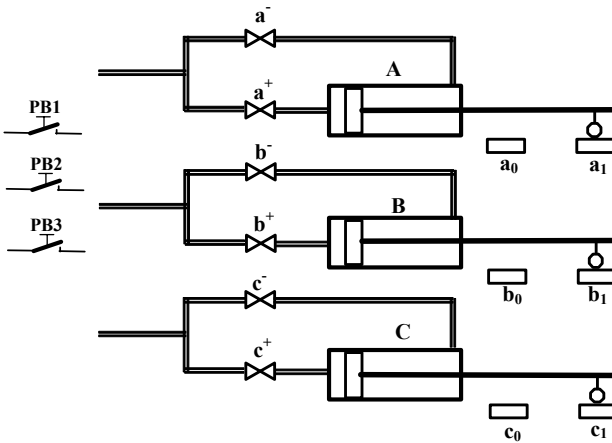 a⁻
A
a⁺
PB1
a₀ a₁
PB2
b⁻
B
PB3
b⁺
b₀ b₁
c⁻
C
c⁺
c₀ c₁